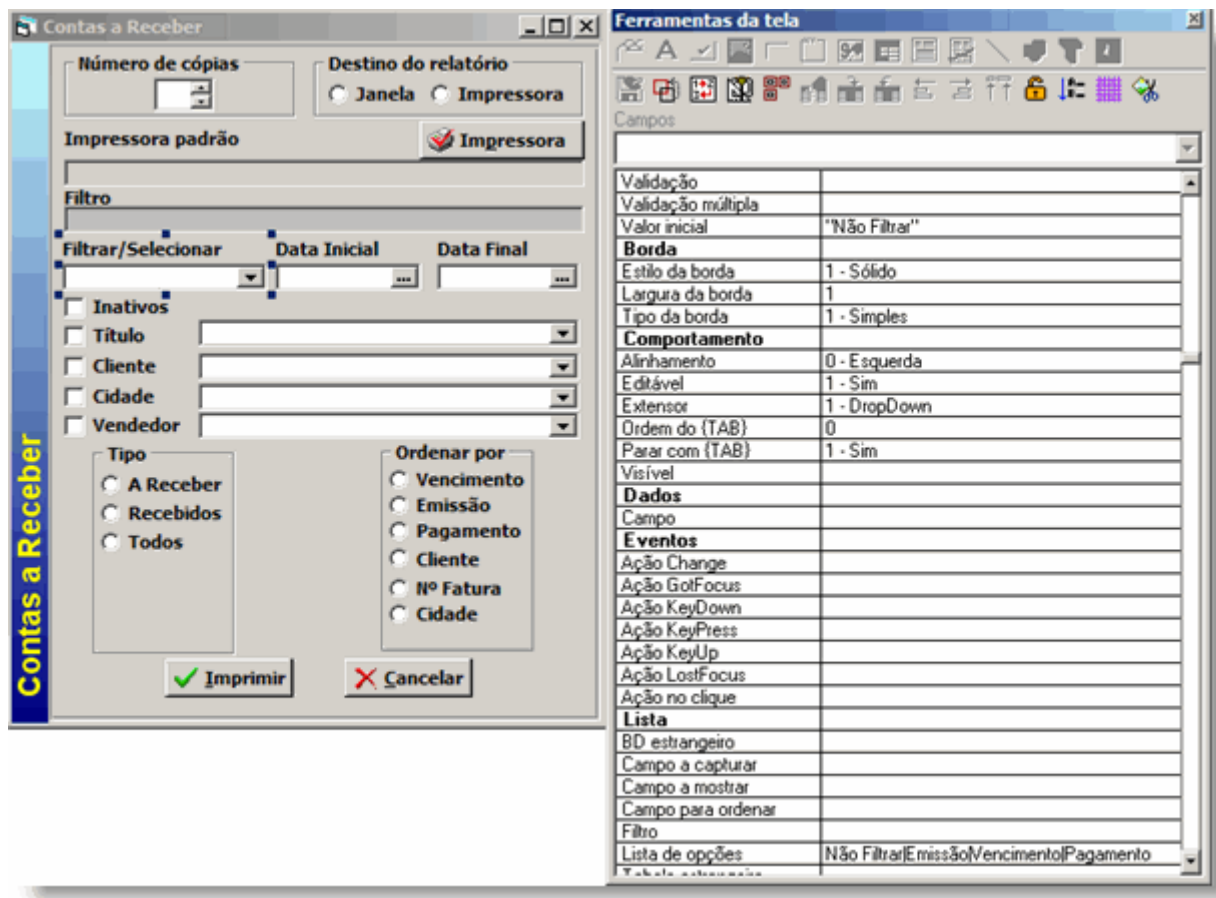 Contas a Receber
Número de cópias
Destino do relatório
Janela
Impressora
Impressora padrão
Impressora
Filtro
Filtrar/Selecionar
Data Inicial
Data Final
...
...
Inativos
Título
Cliente
Cidade
Vendedor
Tipo
A Receber
Recebidos
Todos
Ordenar por
Vencimento
Emissão
Pagamento
Cliente
Nº Fatura
Cidade
Imprimir
Cancelar
Contas a Receber
Ferramentas da tela
Campos
Validação
Validação múltipla
Valor inicial "Não Filtrar"
Borda
Estilo da borda 1 - Sólido
Largura da borda 1
Tipo da borda 1 - Simples
Comportamento
Alinhamento 0 - Esquerda
Editável 1 - Sim
Extensor 1 - DropDown
Ordem do {TAB} 0
Parar com {TAB} 1 - Sim
Visível
Dados
Campo
Eventos
Ação Change
Ação GotFocus
Ação KeyDown
Ação KeyPress
Ação KeyUp
Ação LostFocus
Ação no clique
Lista
BD estrangeiro
Campo a capturar
Campo a mostrar
Campo para ordenar
Filtro
Lista de opções Não Filtrar|Emissão|Vencimento|Pagamento